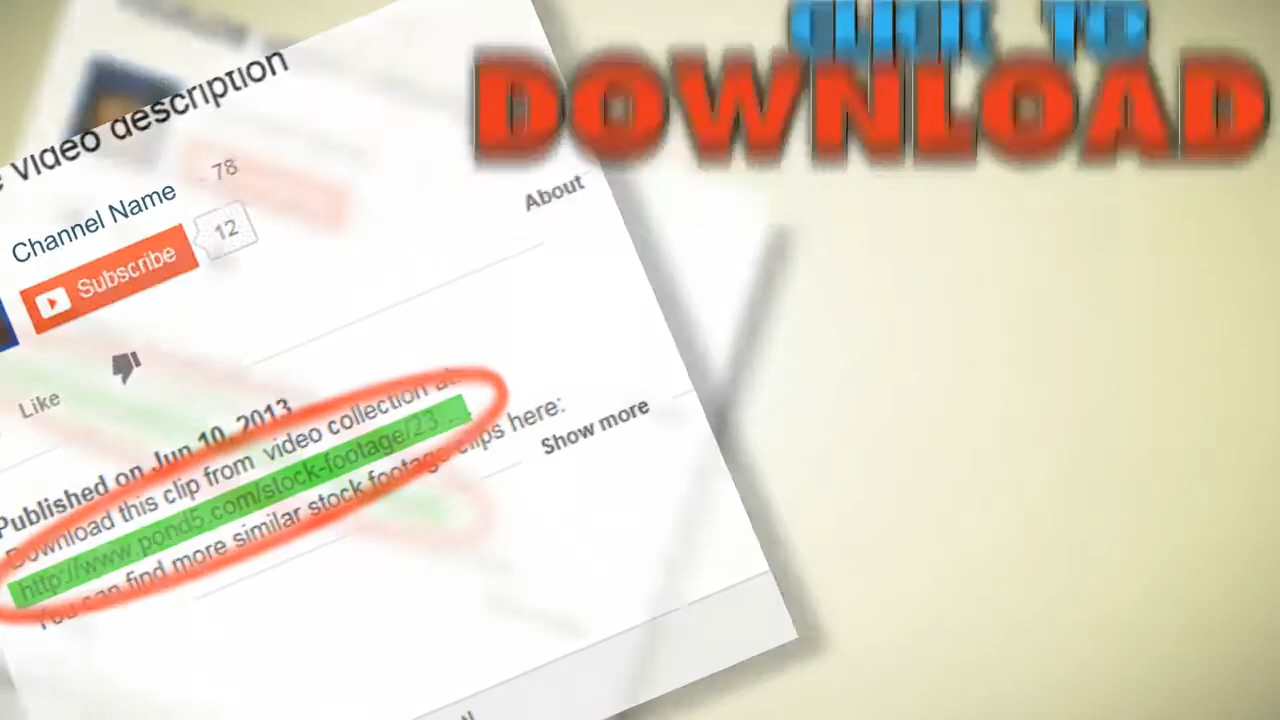 CLICK TO
DOWNLOAD
video description
Channel Name
78
Subscribe
12
About
Like
Published on Jun 10, 2013
Download this clip from video collection at:
http://www.pond5.com/stock-footage/23 ...
You can find more similar stock footage clips here:
Show more